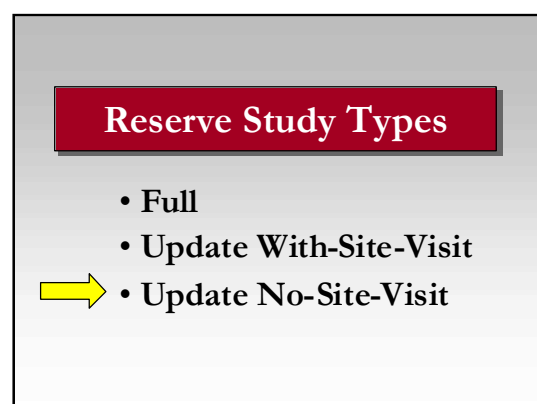 Reserve Study Types
• Full
• Update With-Site-Visit
• Update No-Site-Visit